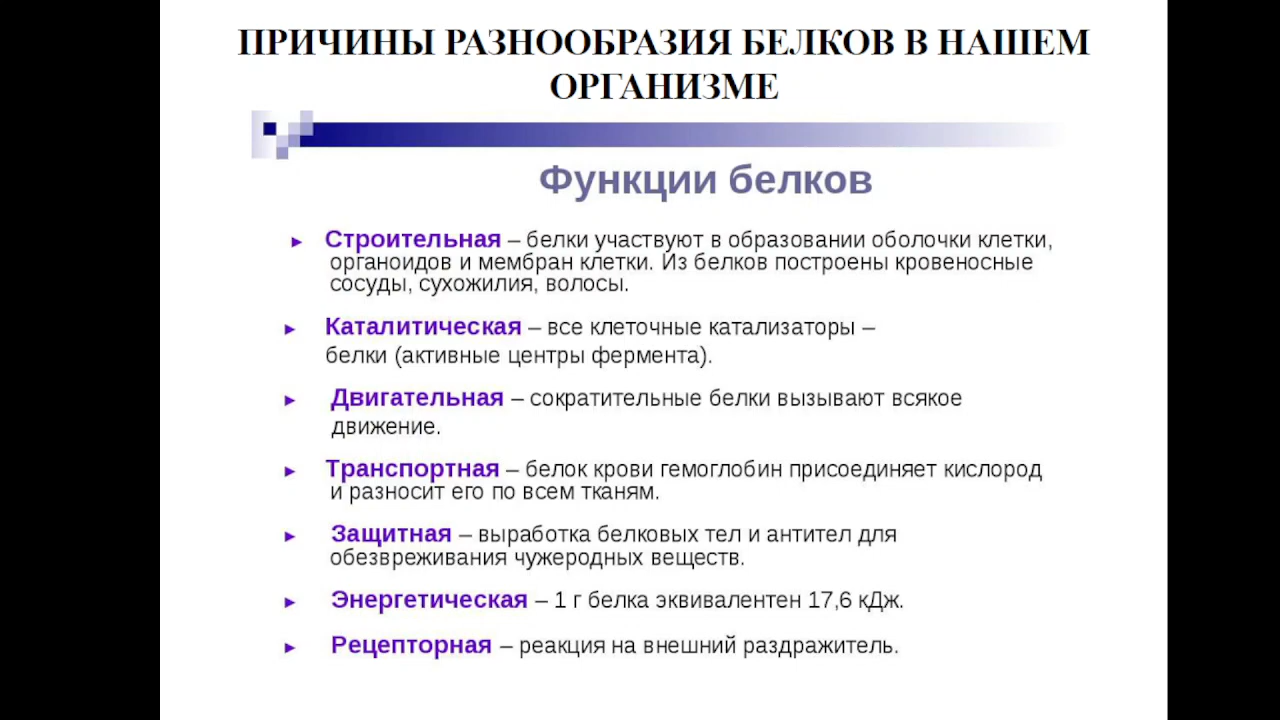 ПРИЧИНЫ РАЗНООБРАЗИЯ БЕЛКОВ В НАШЕМ
ОРГАНИЗМЕ
Функции белков
► Строительная – белки участвуют в образовании оболочки клетки,
органоидов и мембран клетки. Из белков построены кровеносные
сосуды, сухожилия, волосы.
► Каталитическая – все клеточные катализаторы –
белки (активные центры фермента).
► Двигательная – сократительные белки вызывают всякое
движение.
► Транспортная – белок крови гемоглобин присоединяет кислород
и разносит его по всем тканям.
► Защитная – выработка белковых тел и антител для
обезвреживания чужеродных веществ.
► Энергетическая – 1 г белка эквивалентен 17,6 кДж.
► Рецепторная – реакция на внешний раздражитель.